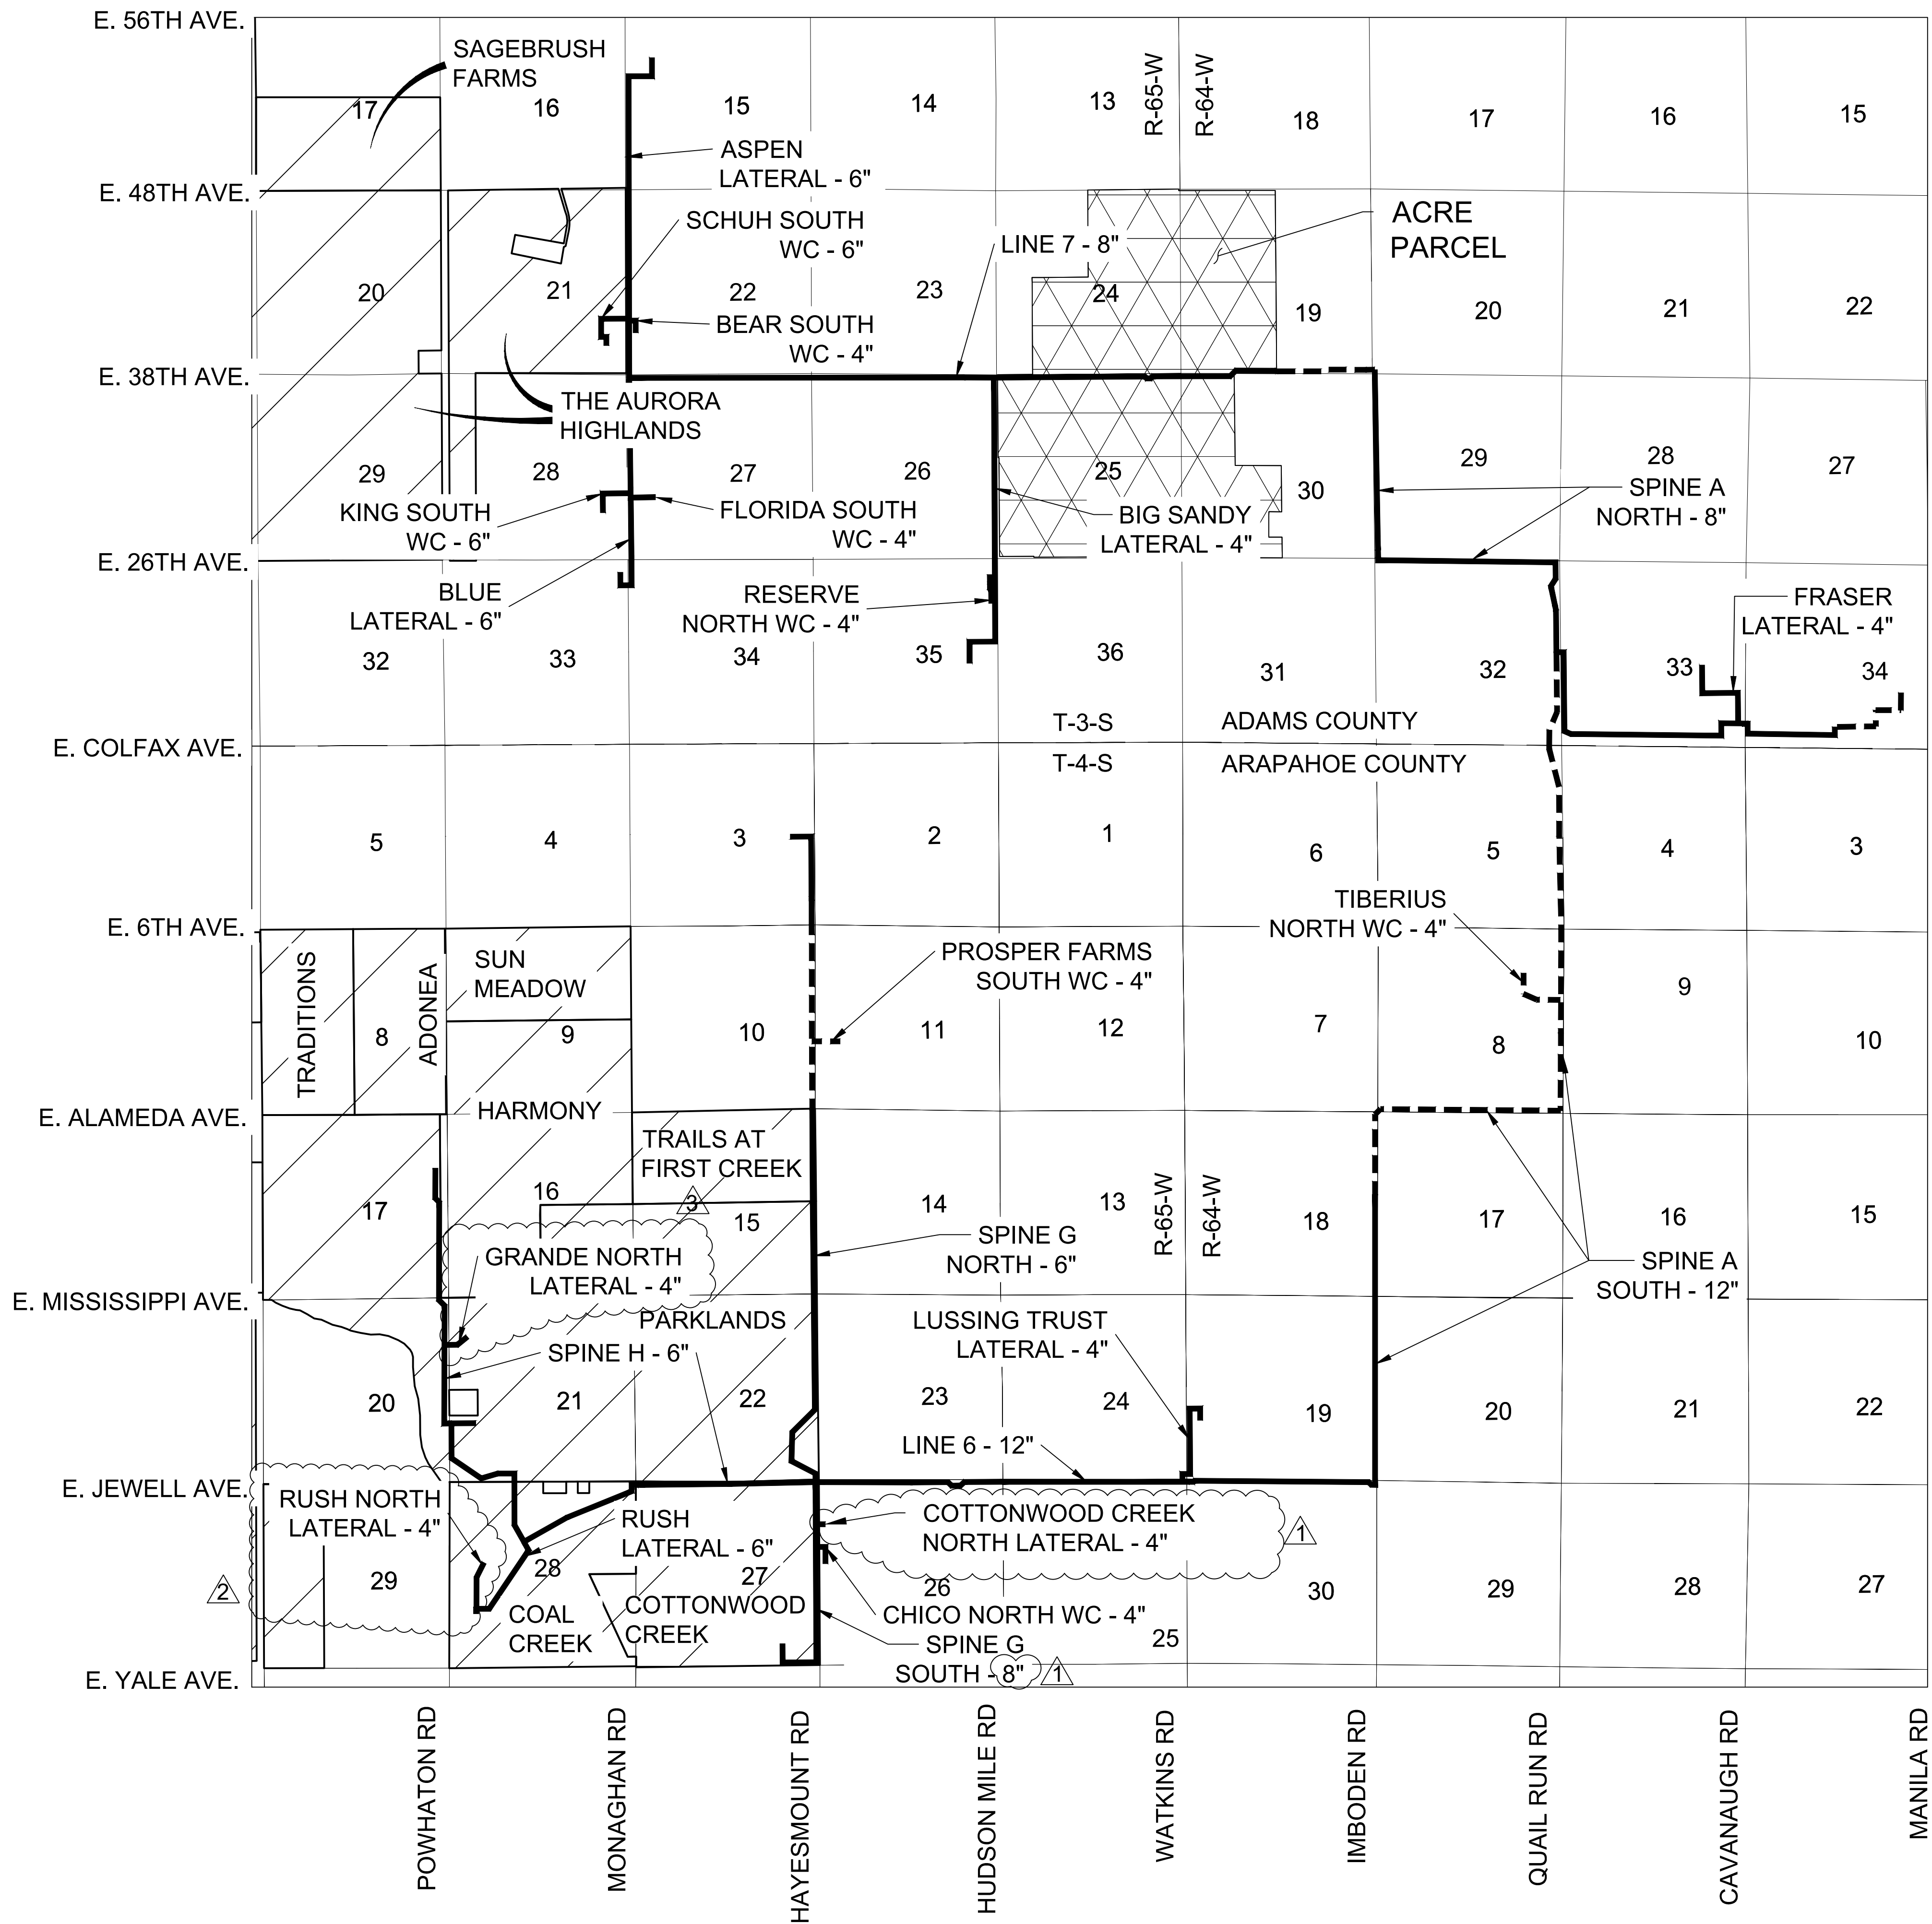 E. 56TH AVE.
SAGEBRUSH
FARMS
17
16
15
14
13
R-65-W
R-64-W
18
17
16
15
ASPEN
LATERAL - 6"
E. 48TH AVE.
SCHUH SOUTH
WC - 6"
LINE 7 - 8"
ACRE
PARCEL
20
21
22
23
24
19
20
21
22
BEAR SOUTH
WC - 4"
E. 38TH AVE.
THE AURORA
HIGHLANDS
29
28
27
26
25
30
29
28
27
KING SOUTH
WC - 6"
FLORIDA SOUTH
WC - 4"
BIG SANDY
LATERAL - 4"
SPINE A
NORTH - 8"
E. 26TH AVE.
BLUE
LATERAL - 6"
RESERVE
NORTH WC - 4"
FRASER
LATERAL - 4"
32
33
34
35
36
31
32
33
34
T-3-S
ADAMS COUNTY
E. COLFAX AVE.
T-4-S
ARAPAHOE COUNTY
5
4
3
2
1
6
5
4
3
TIBERIUS
NORTH WC - 4"
E. 6TH AVE.
TRADITIONS
ADONEA
SUN
MEADOW
PROSPER FARMS
SOUTH WC - 4"
8
9
10
11
12
7
8
9
10
E. ALAMEDA AVE.
HARMONY
TRAILS AT
FIRST CREEK
3
17
16
15
14
13
R-65-W
R-64-W
18
17
16
15
GRANDE NORTH
LATERAL - 4"
SPINE G
NORTH - 6"
SPINE A
SOUTH - 12"
E. MISSISSIPPI AVE.
PARKLANDS
SPINE H - 6"
LUSSING TRUST
LATERAL - 4"
20
21
22
23
24
19
20
21
22
LINE 6 - 12"
E. JEWELL AVE.
RUSH NORTH
LATERAL - 4"
RUSH
LATERAL - 6"
COTTONWOOD CREEK
NORTH LATERAL - 4"
1
2
29
28
27
26
25
30
29
28
27
COAL
CREEK
COTTONWOOD
CREEK
CHICO NORTH WC - 4"
SPINE G
SOUTH - 8"
1
E. YALE AVE.
POWHATON RD
MONAGHAN RD
HAYESMOUNT RD
HUDSON MILE RD
WATKINS RD
IMBODEN RD
QUAIL RUN RD
CAVANAUGH RD
MANILA RD